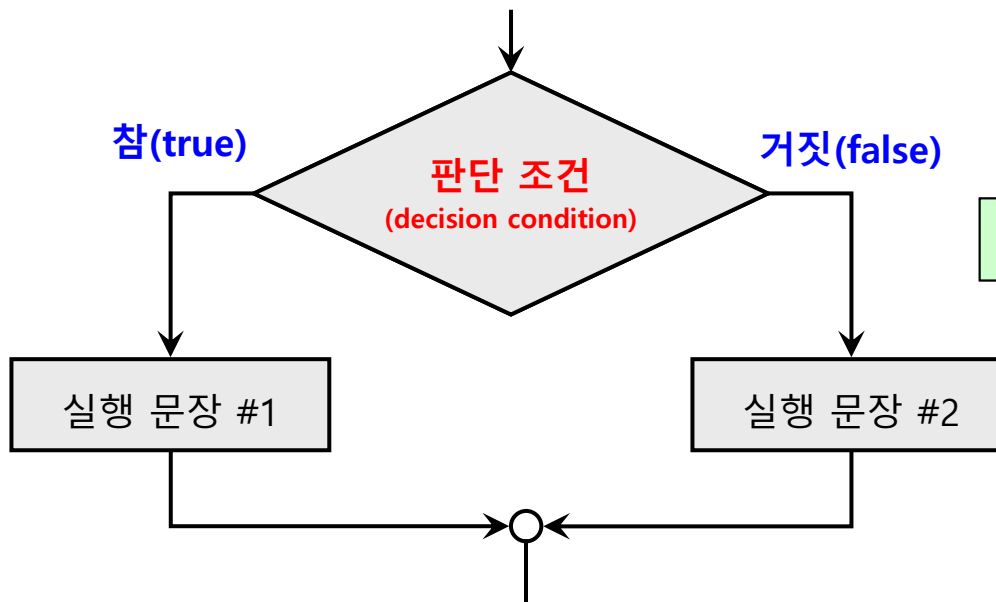 참(true)
거짓(false)
판단 조건
(decision condition)
실행 문장 #1
실행 문장 #2